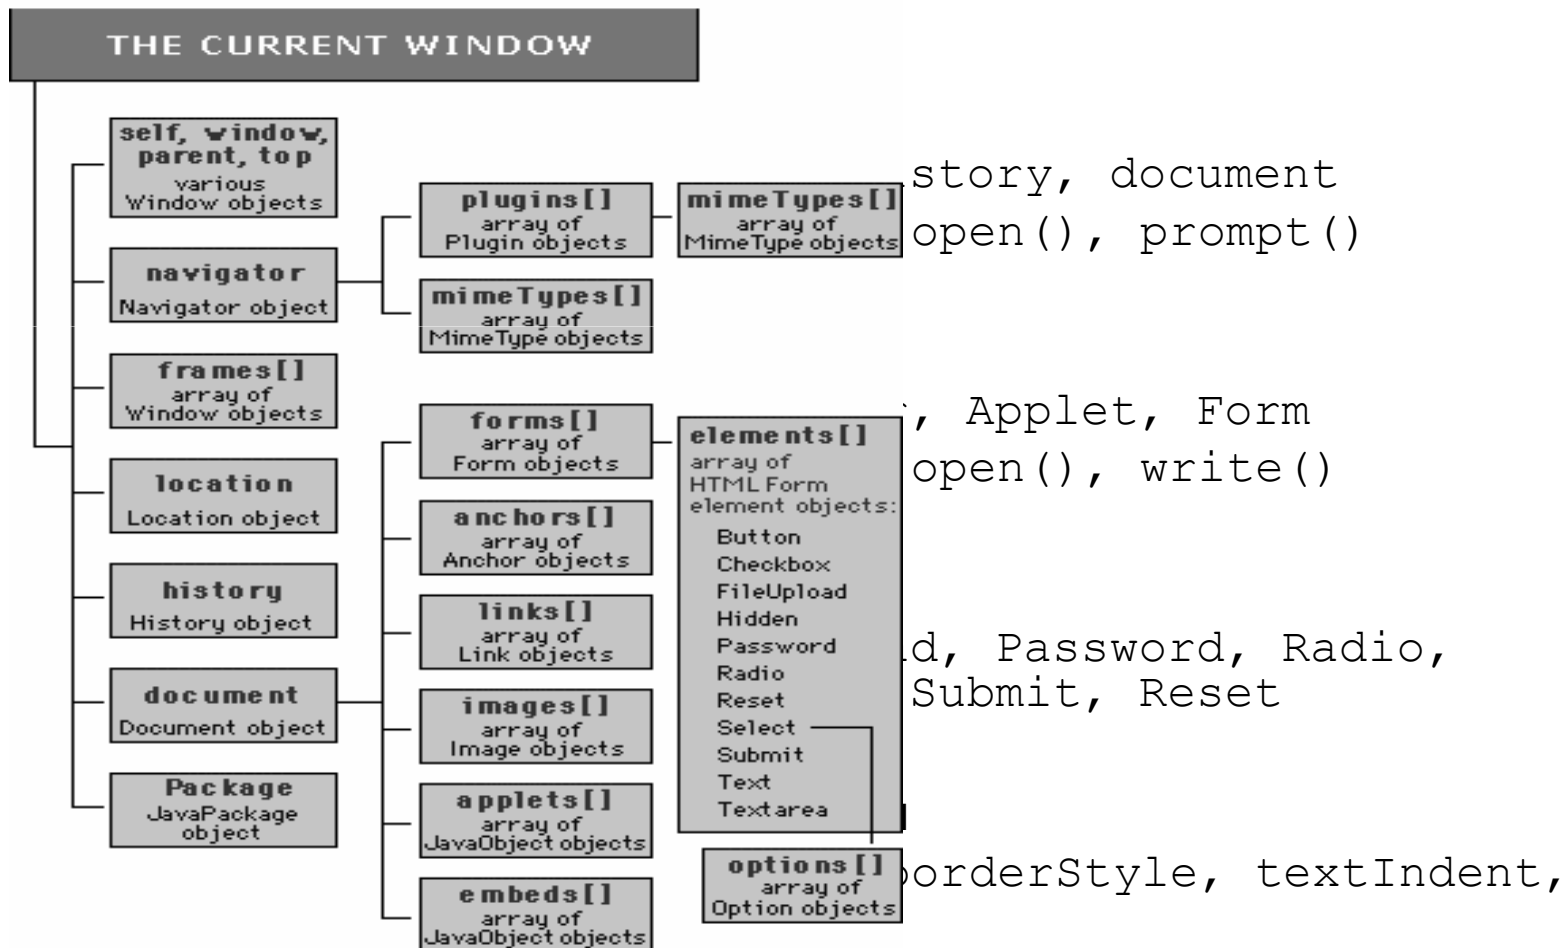 THE CURRENT WINDOW
self, window,
parent, top
various
Window objects
navigator
Navigator object
plugins[]
array of
Plugin objects
mimeTypes[]
array of
MimeType objects
mimeTypes[]
array of
MimeType objects
frames[]
array of
Window objects
location
Location object
history
History object
document
Document object
Package
JavaPackage
object
forms[]
array of
Form objects
anchors[]
array of
Anchor objects
links[]
array of
Link objects
images[]
array of
Image objects
applets[]
array of
JavaObject objects
embeds[]
array of
JavaObject objects
elements[]
array of
HTML Form
element objects:
Button
Checkbox
FileUpload
Hidden
Password
Radio
Reset
Select
Submit
Text
Textarea
options[]
array of
Option objects
story, document
open(), prompt()
, Applet, Form
open(), write()
d, Password, Radio,
Submit, Reset
orderStyle, textIndent,